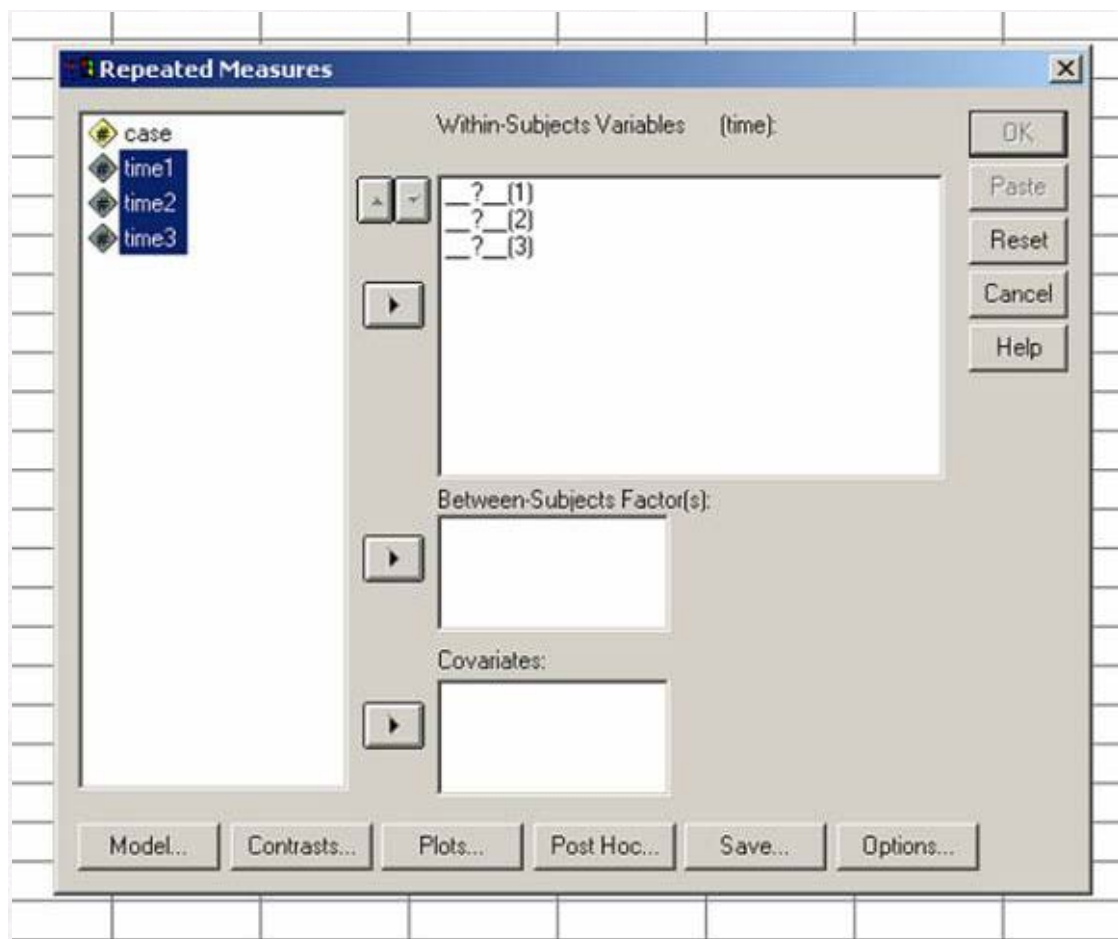 Repeated Measures
case
time1
time2
time3
Within-Subjects Variables (time):
__?__(1)
__?__(2)
__?__(3)
OK
Paste
Reset
Cancel
Help
Between-Subjects Factor(s):
Covariates:
Model... Contrasts... Plots... Post Hoc... Save... Options...